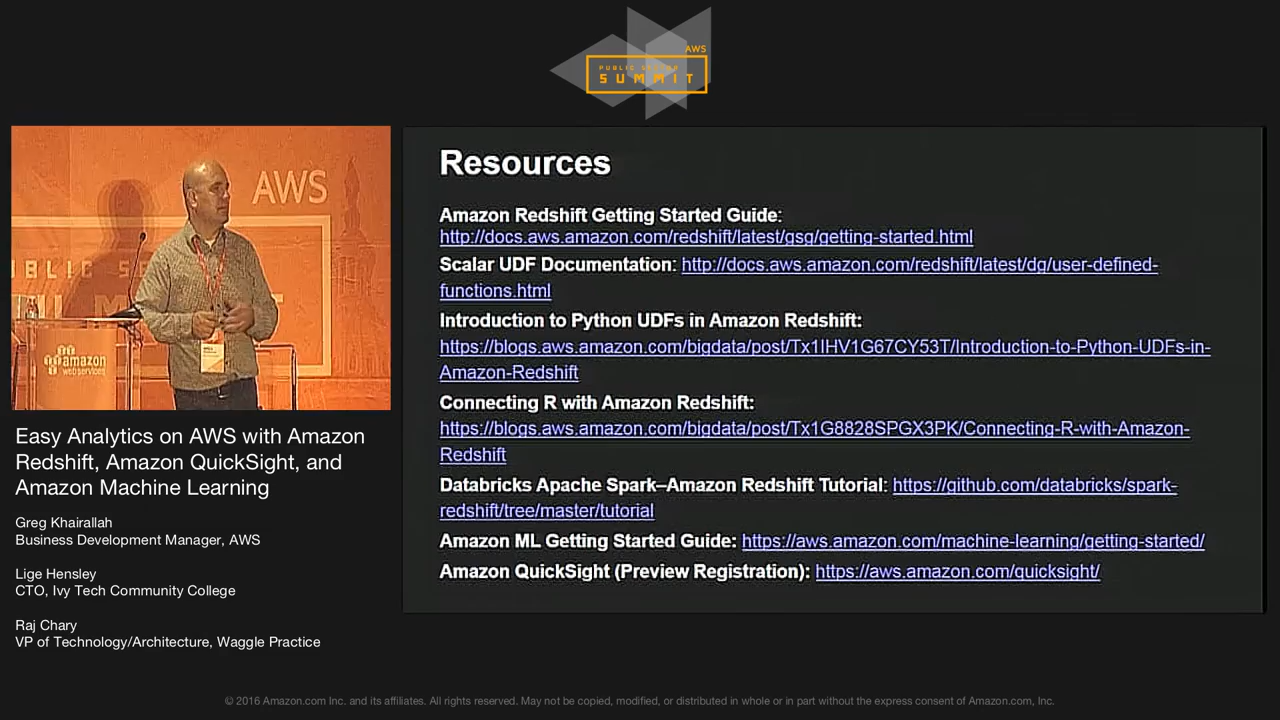 AWS
PUBLIC SECTOR
SUMMIT
AWS
amazon
webservices
Easy Analytics on AWS with Amazon
Redshift, Amazon QuickSight, and
Amazon Machine Learning
Greg Khairallah
Business Development Manager, AWS
Lige Hensley
CTO, Ivy Tech Community College
Raj Chary
VP of Technology/Architecture, Waggle Practice
Resources
Amazon Redshift Getting Started Guide:
http://docs.aws.amazon.com/redshift/latest/gsg/getting-started.html
Scalar UDF Documentation: http://docs.aws.amazon.com/redshift/latest/dg/user-defined-
functions.html
Introduction to Python UDFs in Amazon Redshift:
https://blogs.aws.amazon.com/bigdata/post/Tx1IHV1G67CY53T/Introduction-to-Python-UDFs-in-
Amazon-Redshift
Connecting R with Amazon Redshift:
https://blogs.aws.amazon.com/bigdata/post/Tx1G8828SPGX3PK/Connecting-R-with-Amazon-
Redshift
Databricks Apache Spark–Amazon Redshift Tutorial: https://github.com/databricks/spark-
redshift/tree/master/tutorial
Amazon ML Getting Started Guide: https://aws.amazon.com/machine-learning/getting-started/
Amazon QuickSight (Preview Registration): https://aws.amazon.com/quicksight/
© 2016 Amazon.com Inc. and its affiliates. All rights reserved. May not be copied, modified, or distributed in whole or in part without the express consent of Amazon.com, Inc.